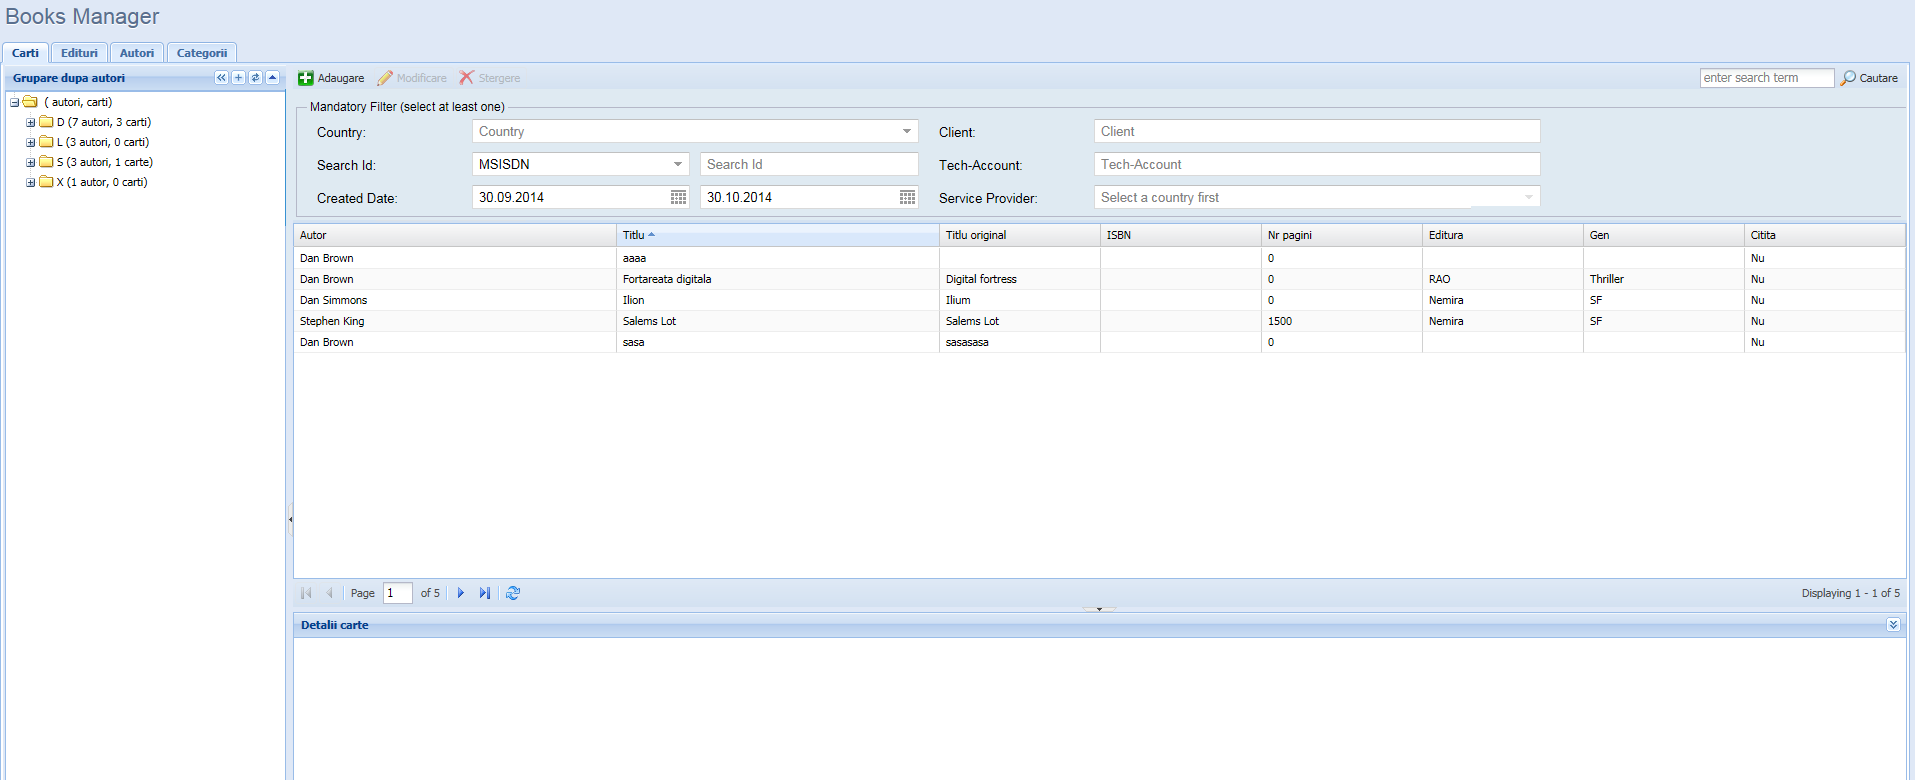 Books Manager
Carti Edituri Autori Categorii
Grupare dupa autori
( autori, carti)
D (7 autori, 3 carti)
L (3 autori, 0 carti)
S (3 autori, 1 carte)
X (1 autor, 0 carti)
Adaugare Modificare Stergere enter search term Cautare
Mandatory Filter (select at least one)
Country: Country Client: Client
Search Id: MSISDN Search Id Tech-Account: Tech-Account
Created Date: 30.09.2014 30.10.2014 Service Provider: Select a country first
Autor Titlu Titlu original ISBN Nr pagini Editura Gen Citita
Dan Brown aaaa 0 Nu
Dan Brown Fortareata digitala Digital fortress 0 RAO Thriller Nu
Dan Simmons Ilion Ilium 0 Nemira SF Nu
Stephen King Salems Lot Salems Lot 1500 Nemira SF Nu
Dan Brown sasa sasasasa 0 Nu
Page 1 of 5 Displaying 1 - 1 of 5
Detalii carte